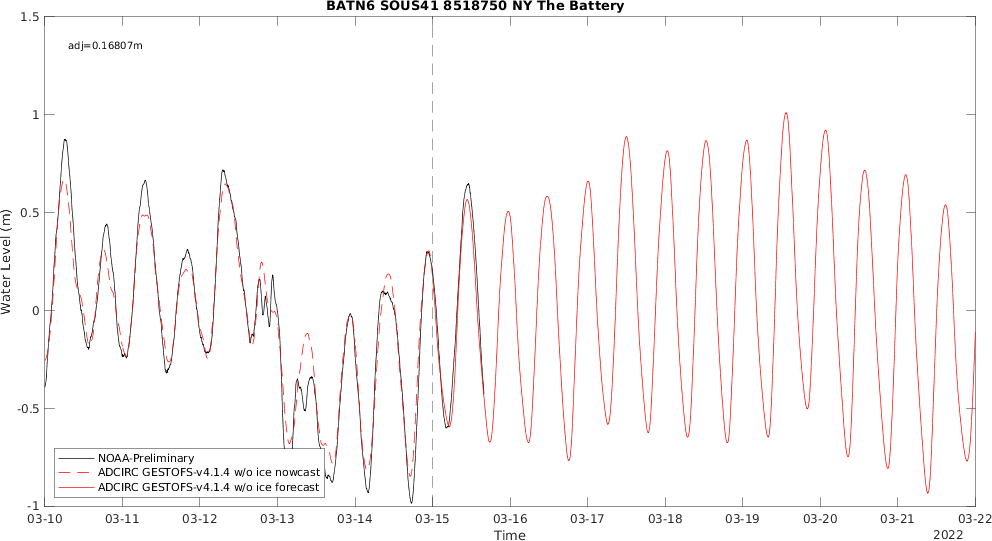 BATN6 SOUS41 8518750 NY The Battery
1.5
adj=0.16807m
1
0.5
0
-0.5
-1
Water Level (m)
NOAA-Preliminary
ADCIRC GESTOFS-v4.1.4 w/o ice nowcast
ADCIRC GESTOFS-v4.1.4 w/o ice forecast
03-10 03-11 03-12 03-13 03-14 03-15 03-16 03-17 03-18 03-19 03-20 03-21 03-22
Time
2022